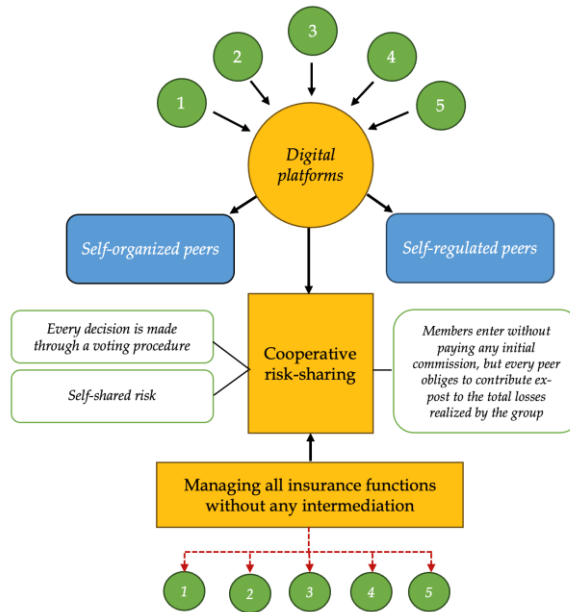 3
2
4
1
5
Digital
platforms
Self-organized peers
Self-regulated peers
Every decision is made
through a voting procedure
Self-shared risk
Cooperative
risk-sharing
Members enter without
paying any initial
commission, but every peer
obliges to contribute ex-
post to the total losses
realized by the group
Managing all insurance functions
without any intermediation
1
2
3
4
5